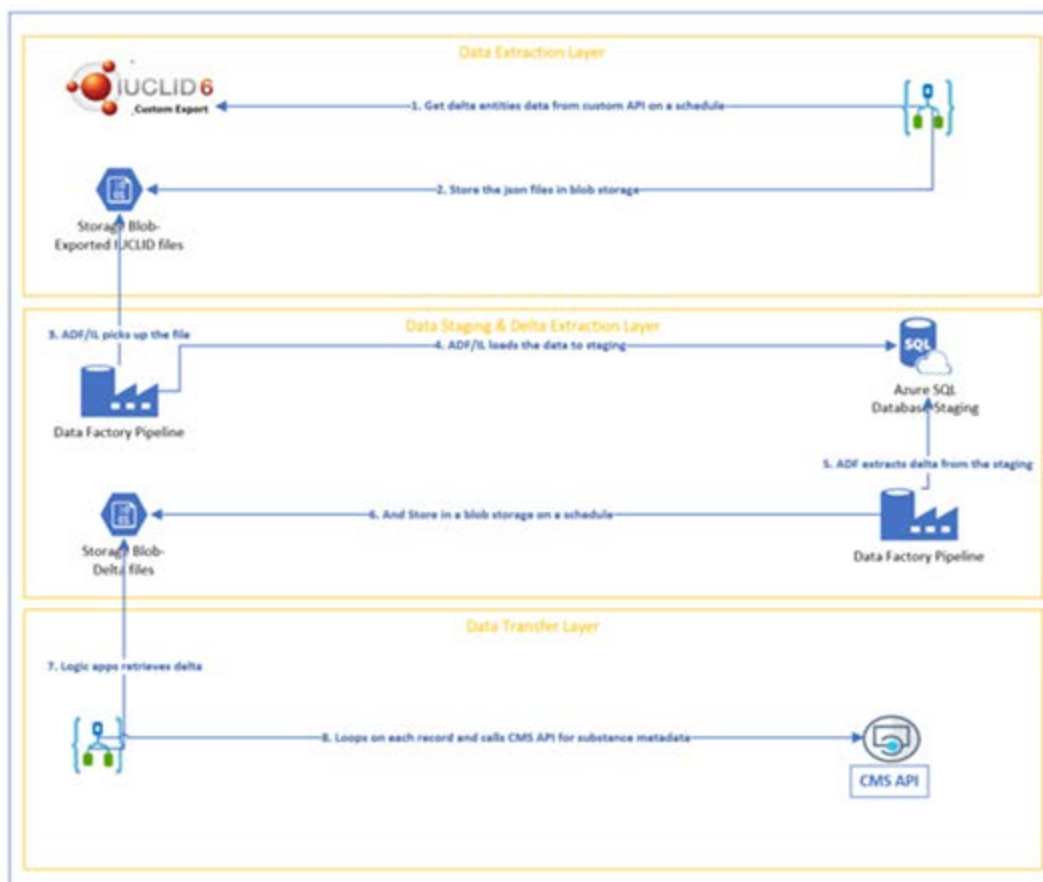 Data Extraction Layer
IUCLID 6
Custom Export
1. Get delta entities data from custom API on a schedule
2. Store the json files in blob storage
Storage Blob-
Exported IUCLID files
3. ADF/IL picks up the file
Data Staging & Delta Extraction Layer
4. ADF/IL loads the data to staging
SQL
Azure SQL
Database-Staging
Data Factory Pipeline
5. ADF extracts delta from the staging
6. And Store in a blob storage on a schedule
Storage Blob-
Delta files
Data Factory Pipeline
Data Transfer Layer
7. Logic apps retrieves delta
8. Loops on each record and calls CMS API for substance metadata
CMS API